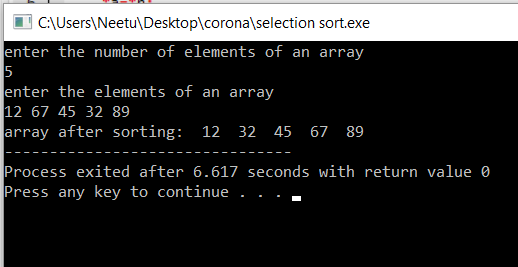 C:\Users\Neetu\Desktop\corona\selection sort.exe
enter the number of elements of an array
5
enter the elements of an array
12 67 45 32 89
array after sorting:  12  32  45  67  89
--------------------------------
Process exited after 6.617 seconds with return value 0
Press any key to continue . . .